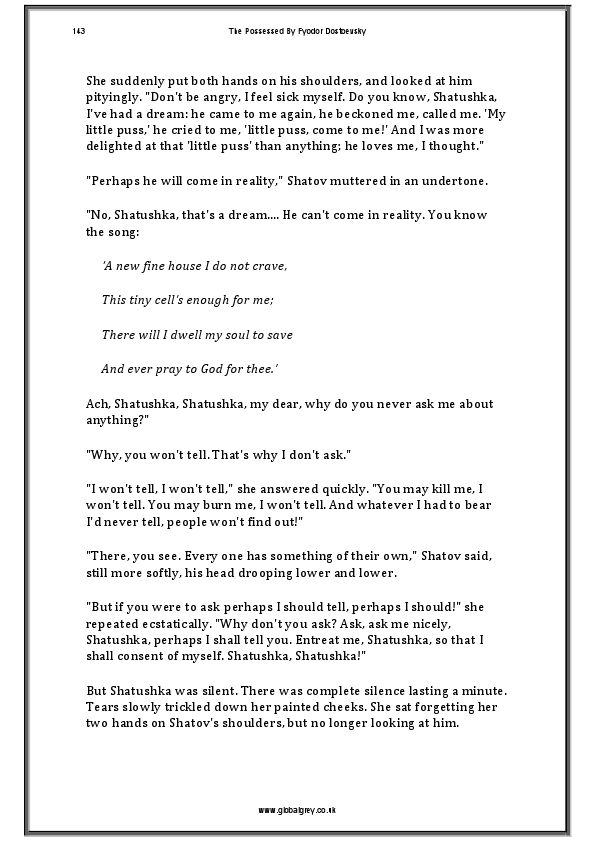 143
The Possessed By Fyodor Dostoevsky
She suddenly put both hands on his shoulders, and looked at him
pityingly. "Don't be angry, I feel sick myself. Do you know, Shatushka,
I've had a dream: he came to me again, he beckoned me, called me. 'My
little puss,' he cried to me, 'little puss, come to me!' And I was more
delighted at that 'little puss' than anything; he loves me, I thought."
"Perhaps he will come in reality," Shatov muttered in an undertone.
"No, Shatushka, that's a dream.... He can't come in reality. You know
the song:
'A new fine house I do not crave,
This tiny cell's enough for me;
There will I dwell my soul to save
And ever pray to God for thee.'
Ach, Shatushka, Shatushka, my dear, why do you never ask me about
anything?"
"Why, you won't tell. That's why I don't ask."
"I won't tell, I won't tell," she answered quickly. "You may kill me, I
won't tell. You may burn me, I won't tell. And whatever I had to bear
I'd never tell, people won't find out!"
"There, you see. Every one has something of their own," Shatov said,
still more softly, his head drooping lower and lower.
"But if you were to ask perhaps I should tell, perhaps I should!" she
repeated ecstatically. "Why don't you ask? Ask, ask me nicely,
Shatushka, perhaps I shall tell you. Entreat me, Shatushka, so that I
shall consent of myself. Shatushka, Shatushka!"
But Shatushka was silent. There was complete silence lasting a minute.
Tears slowly trickled down her painted cheeks. She sat forgetting her
two hands on Shatov's shoulders, but no longer looking at him.
www.globalgrey.co.uk